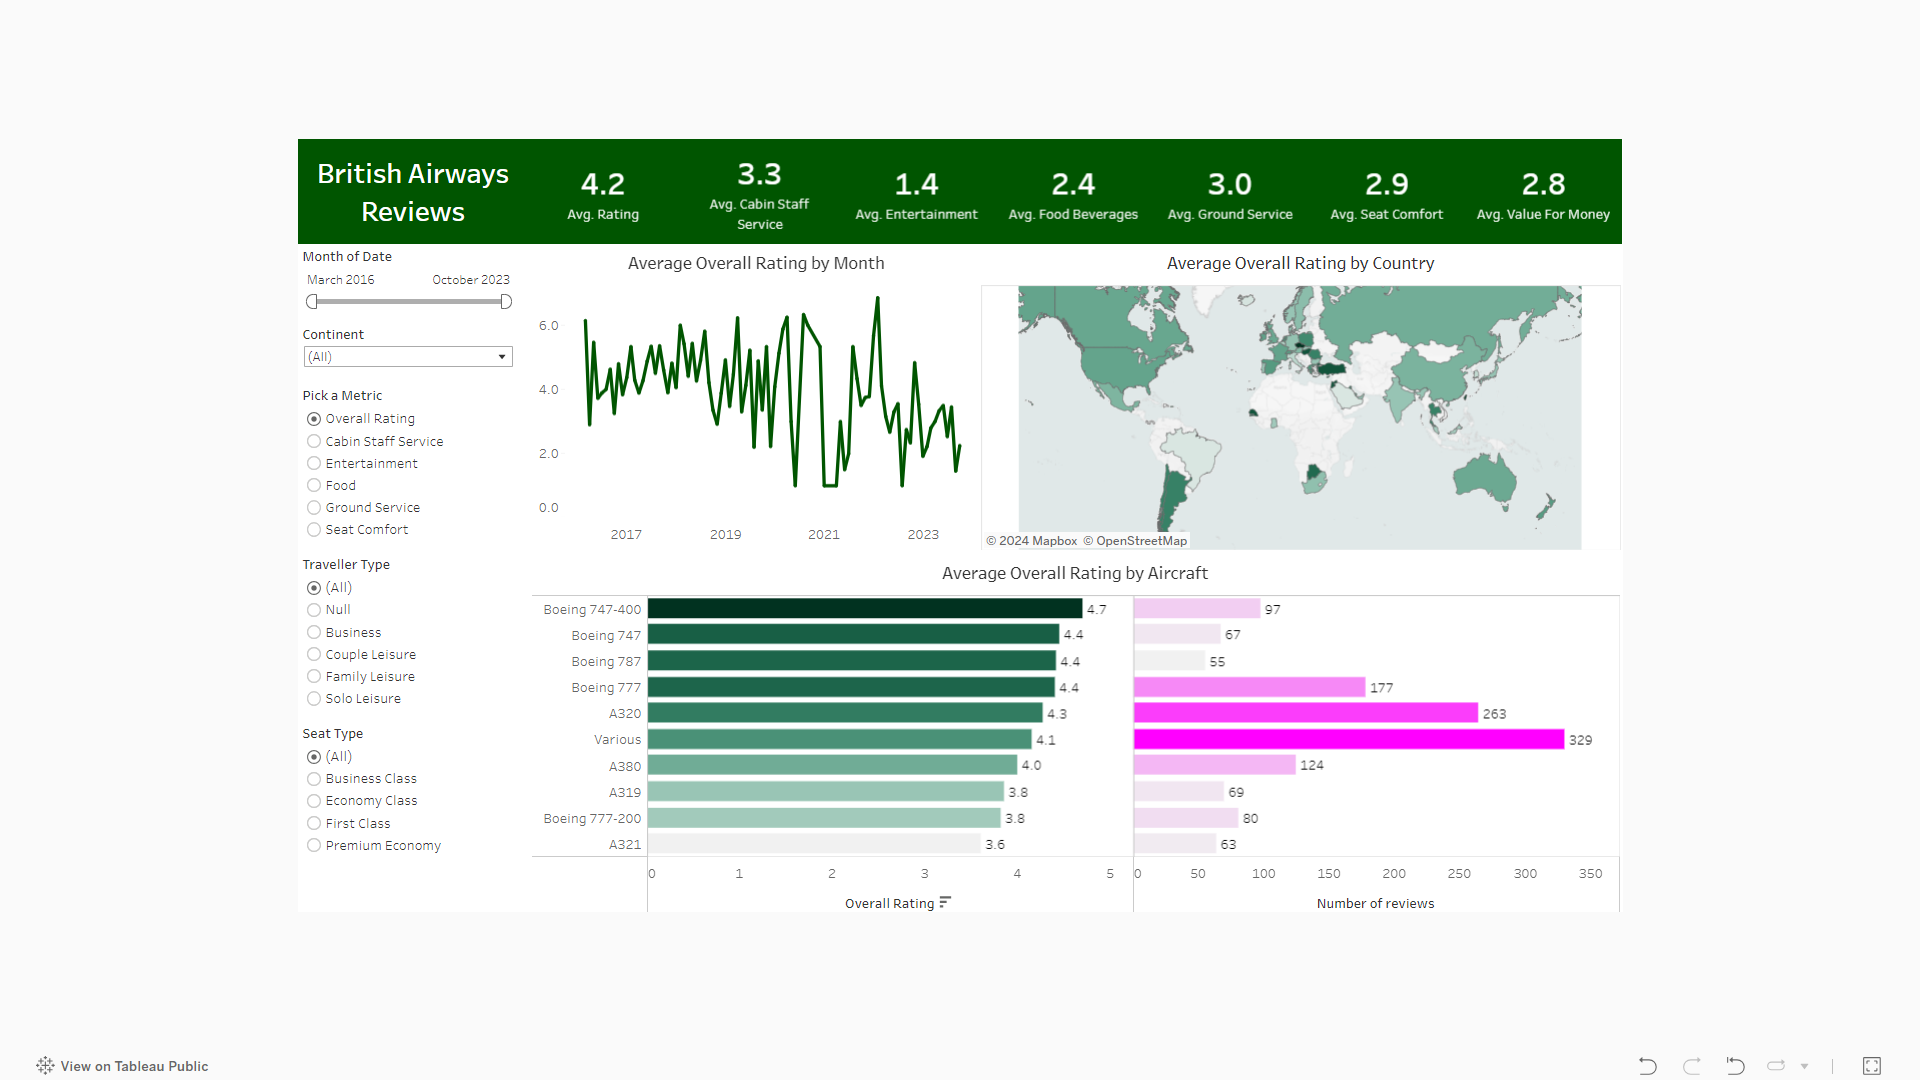 British Airways
Reviews
4.2
Avg. Rating
3.3
Avg. Cabin Staff
Service
1.4
Avg. Entertainment
2.4
Avg. Food Beverages
3.0
Avg. Ground Service
2.9
Avg. Seat Comfort
2.8
Avg. Value For Money
Month of Date
March 2016 October 2023
Continent
(All)
Pick a Metric
Overall Rating
Cabin Staff Service
Entertainment
Food
Ground Service
Seat Comfort
Traveller Type
(All)
Null
Business
Couple Leisure
Family Leisure
Solo Leisure
Seat Type
(All)
Business Class
Economy Class
First Class
Premium Economy
Average Overall Rating by Month
6.0
4.0
2.0
0.0
2017 2019 2021 2023
Average Overall Rating by Country
© 2024 Mapbox © OpenStreetMap
Average Overall Rating by Aircraft
Boeing 747-400 4.7 97
Boeing 747 4.4 67
Boeing 787 4.4 55
Boeing 777 4.4 177
A320 4.3 263
Various 4.1 329
A380 4.0 124
A319 3.8 69
Boeing 777-200 3.8 80
A321 3.6 63
0 1 2 3 4 5 0 50 100 150 200 250 300 350
Overall Rating Number of reviews
View on Tableau Public